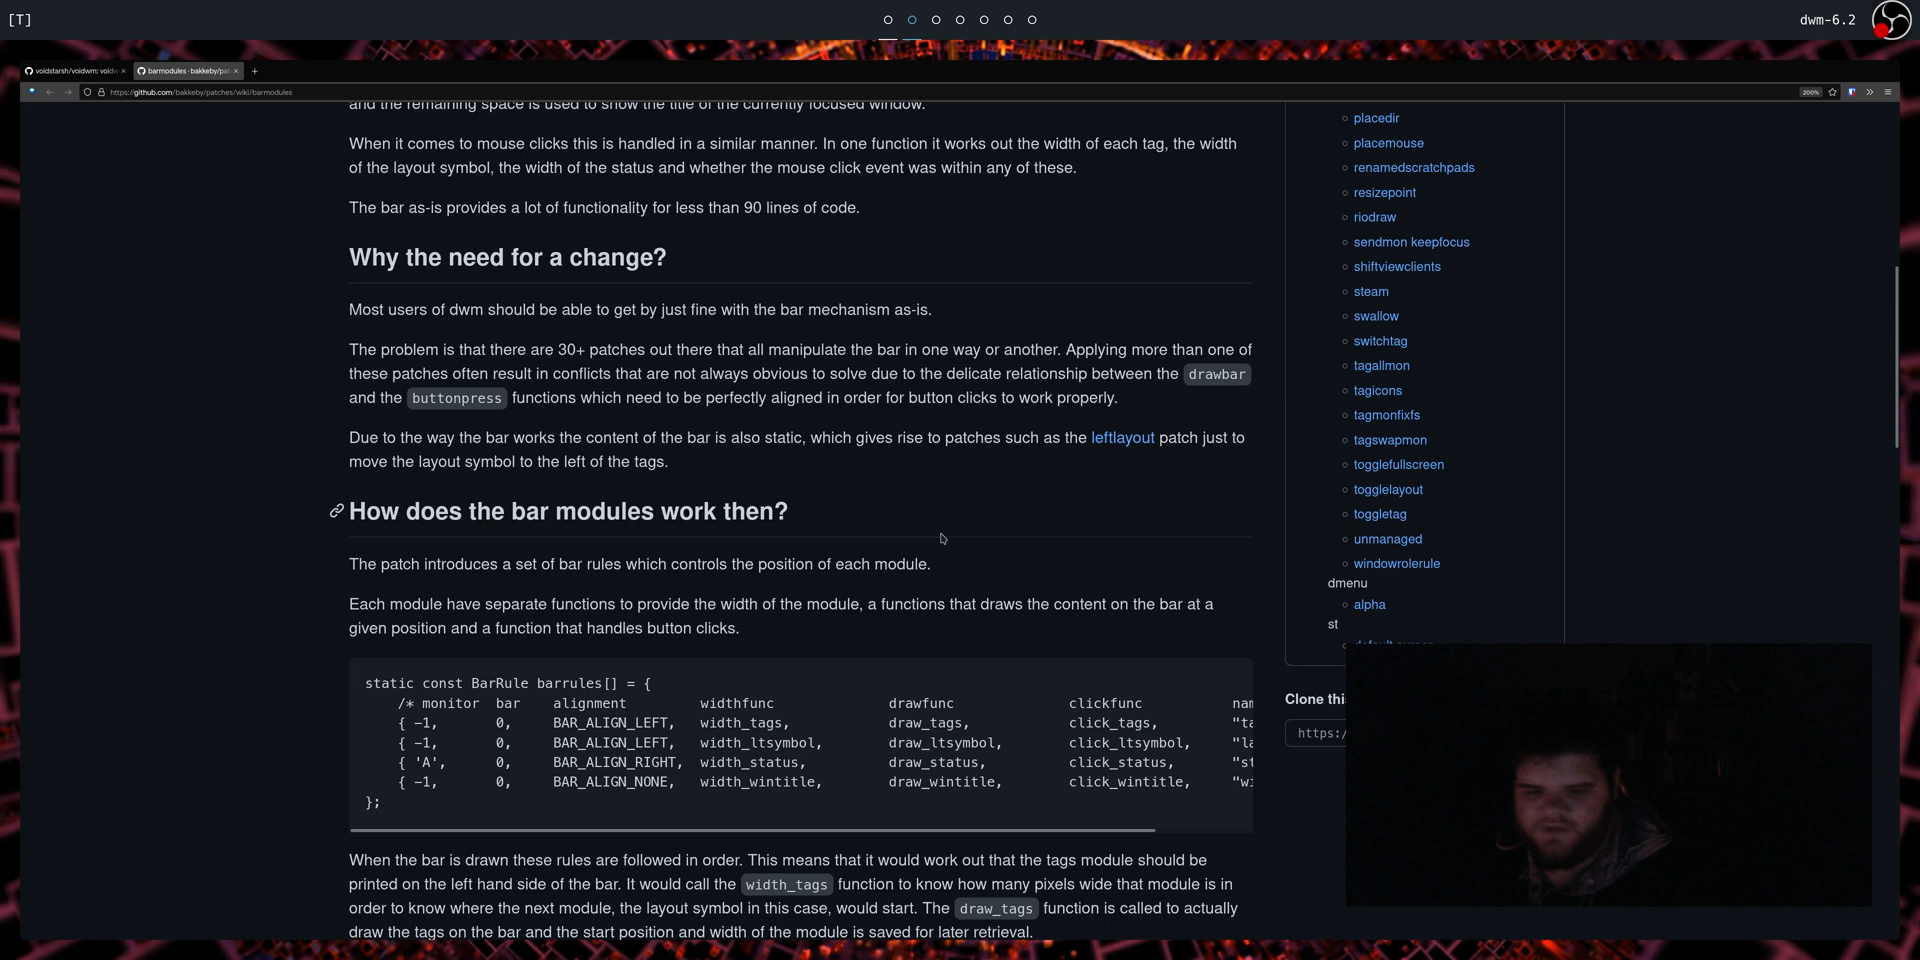 [T]
dwm-6.2
voidstarsh/voidwm: voidw
barmodules · bakkeby/pa
https://github.com/bakkeby/patches/wiki/barmodules
200%
and the remaining space is used to show the title of the currently focused window.
When it comes to mouse clicks this is handled in a similar manner. In one function it works out the width of each tag, the width
of the layout symbol, the width of the status and whether the mouse click event was within any of these.
The bar as-is provides a lot of functionality for less than 90 lines of code.
Why the need for a change?
Most users of dwm should be able to get by just fine with the bar mechanism as-is.
The problem is that there are 30+ patches out there that all manipulate the bar in one way or another. Applying more than one of
these patches often result in conflicts that are not always obvious to solve due to the delicate relationship between the drawbar
and the buttonpress functions which need to be perfectly aligned in order for button clicks to work properly.
Due to the way the bar works the content of the bar is also static, which gives rise to patches such as the leftlayout patch just to
move the layout symbol to the left of the tags.
How does the bar modules work then?
The patch introduces a set of bar rules which controls the position of each module.
Each module have separate functions to provide the width of the module, a functions that draws the content on the bar at a
given position and a function that handles button clicks.
static const BarRule barrules[] = {
/* monitor bar alignment widthfunc drawfunc clickfunc nam
{ -1, 0, BAR_ALIGN_LEFT, width_tags, draw_tags, click_tags, "ta
{ -1, 0, BAR_ALIGN_LEFT, width_ltsymbol, draw_ltsymbol, click_ltsymbol, "la
{ 'A', 0, BAR_ALIGN_RIGHT, width_status, draw_status, click_status, "st
{ -1, 0, BAR_ALIGN_NONE, width_wintitle, draw_wintitle, click_wintitle, "wi
};
When the bar is drawn these rules are followed in order. This means that it would work out that the tags module should be
printed on the left hand side of the bar. It would call the width_tags function to know how many pixels wide that module is in
order to know where the next module, the layout symbol in this case, would start. The draw_tags function is called to actually
draw the tags on the bar and the start position and width of the module is saved for later retrieval.
placedir
placemouse
renamedscratchpads
resizepoint
riodraw
sendmon keepfocus
shiftviewclients
steam
swallow
switchtag
tagallmon
tagicons
tagmonfixfs
tagswapmon
togglefullscreen
togglelayout
toggletag
unmanaged
windowrolerule
dmenu
alpha
st
Clone this
https:/